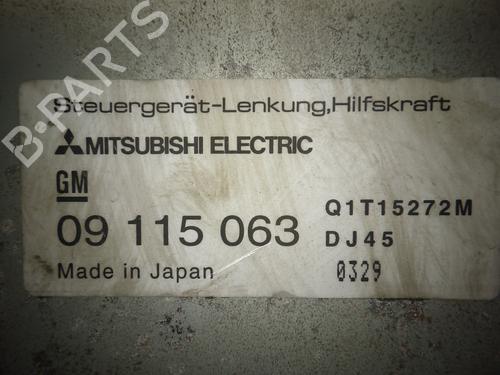 B-PARTS
Steuergerät-Lenkung,Hilfskraft
MITSUBISHI ELECTRIC
GM
09 115 063
Q1T15272M
DJ45
Made in Japan
0329